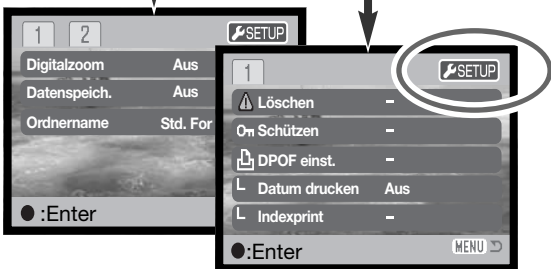 1 2 SETUP
Digitalzoom Aus
Datenspeich. Aus
Ordnername Std. For
:Enter
1 SETUP
Löschen –
Schützen –
DPOF einst. –
Datum drucken Aus
Indexprint –
:Enter MENU